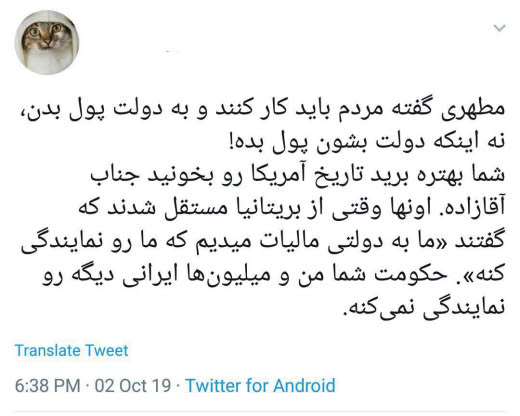 مطهری گفته مردم باید کار کنند و به دولت پول بدن،
نه اینکه دولت بشون پول بده!
شما بهتره برید تاریخ آمریکا رو بخونید جناب
آقازاده. اونها وقتی از بریتانیا مستقل شدند که
گفتند «ما به دولتی مالیات میدیم که ما رو نمایندگی
کنه». حکومت شما من و میلیون‌ها ایرانی دیگه رو
نمایندگی نمی‌کنه.
Translate Tweet
6:38 PM · 02 Oct 19 · Twitter for Android